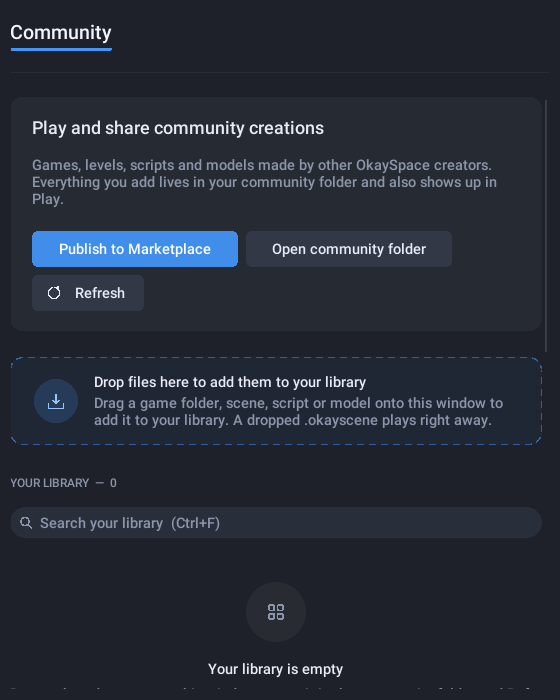 Community
Play and share community creations
Games, levels, scripts and models made by other OkaySpace creators.
Everything you add lives in your community folder and also shows up in
Play.
Publish to Marketplace
Open community folder
Refresh
Drop files here to add them to your library
Drag a game folder, scene, script or model onto this window to
add it to your library. A dropped .okayscene plays right away.
YOUR LIBRARY — 0
Search your library (Ctrl+F)
Your library is empty